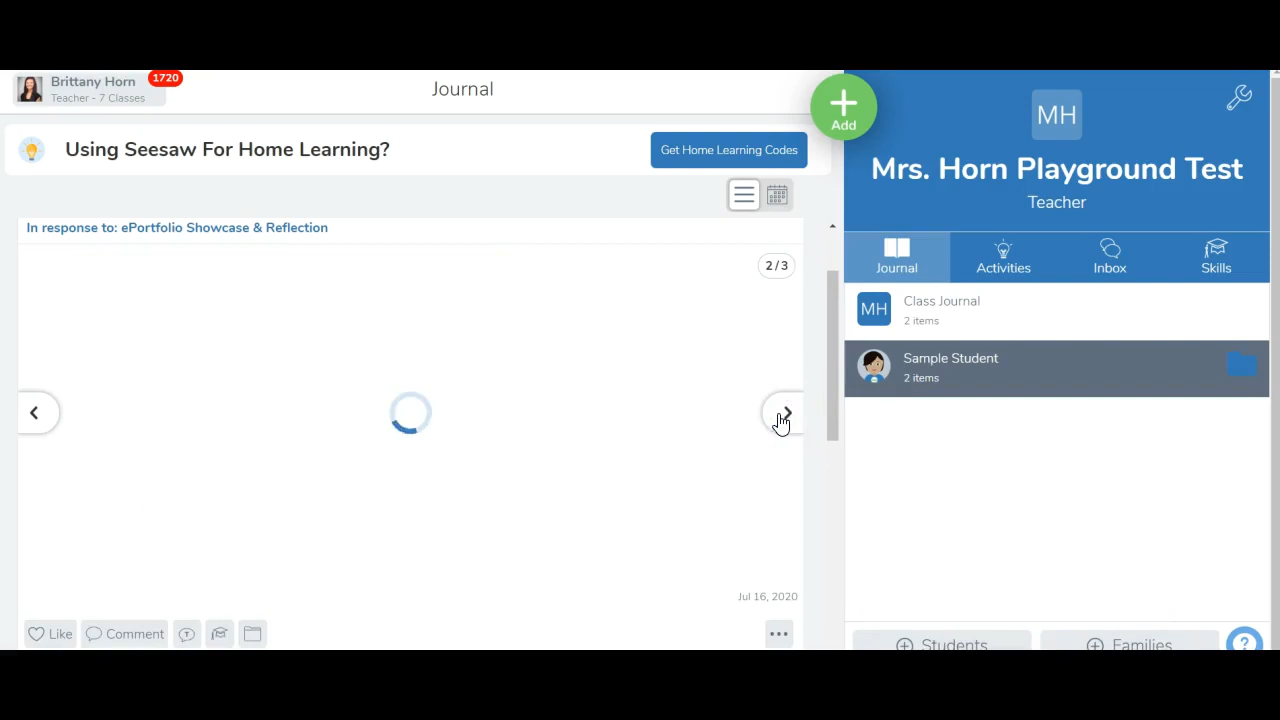 Brittany Horn
1720
Teacher - 7 Classes
Journal
Add
Using Seesaw For Home Learning?
Get Home Learning Codes
In response to: ePortfolio Showcase & Reflection
2 / 3
Jul 16, 2020
Like
Comment
T
MH
Mrs. Horn Playground Test
Teacher
Journal
Activities
Inbox
Skills
MH
Class Journal
2 items
Sample Student
2 items
Students
Families
?